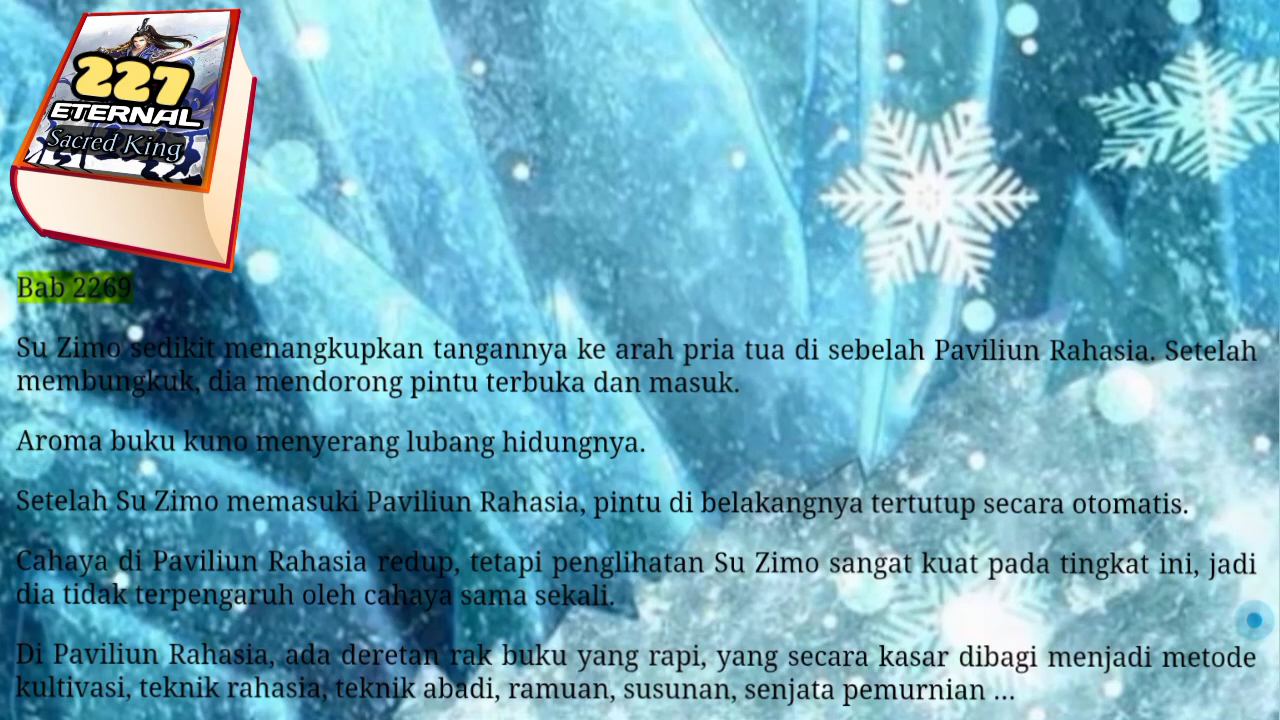 227
ETERNAL
Sacred King
Bab 2269
Su Zimo sedikit menangkupkan tangannya ke arah pria tua di sebelah Paviliun Rahasia. Setelah
membungkuk, dia mendorong pintu terbuka dan masuk.
Aroma buku kuno menyerang lubang hidungnya.
Setelah Su Zimo memasuki Paviliun Rahasia, pintu di belakangnya tertutup secara otomatis.
Cahaya di Paviliun Rahasia redup, tetapi penglihatan Su Zimo sangat kuat pada tingkat ini, jadi
dia tidak terpengaruh oleh cahaya sama sekali.
Di Paviliun Rahasia, ada deretan rak buku yang rapi, yang secara kasar dibagi menjadi metode
kultivasi, teknik rahasia, teknik abadi, ramuan, susunan, senjata pemurnian ...